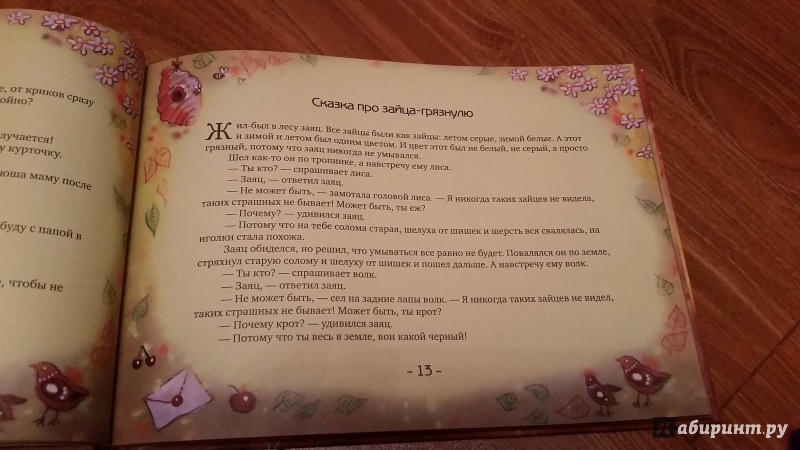 е, от криков сразу
ойно?
лучается!
у курточку.
юша маму после
буду с папой в
е, чтобы не
Сказка про зайца-грязнулю
Жил-был в лесу заяц. Все зайцы были как зайцы: летом серые, зимой белые. А этот
и зимой и летом был одним цветом. И цвет этот был не белый, не серый, а просто
грязный, потому что заяц никогда не умывался.
Шел как-то он по тропинке, а навстречу ему лиса.
— Ты кто? — спрашивает лиса.
— Заяц, — ответил заяц.
— Не может быть, — замотала головой лиса. — Я никогда таких зайцев не видела,
таких страшных не бывает! Может быть, ты еж?
— Почему? — удивился заяц.
— Потому что на тебе солома старая, шелуха от шишек и шерсть вся свалялась, на
иголки стала похожа.
Заяц обиделся, но решил, что умываться все равно не будет. Повалялся он по земле,
стряхнул старую солому и шелуху от шишек и пошел дальше. А навстречу ему волк.
— Ты кто? — спрашивает волк.
— Заяц, — ответил заяц.
— Не может быть, — сел на задние лапы волк. — Я никогда таких зайцев не видел,
таких страшных не бывает! Может быть, ты крот?
— Почему крот? — удивился заяц.
— Потому что ты весь в земле, вон какой черный!
~ 13 ~
Лабиринт.ру